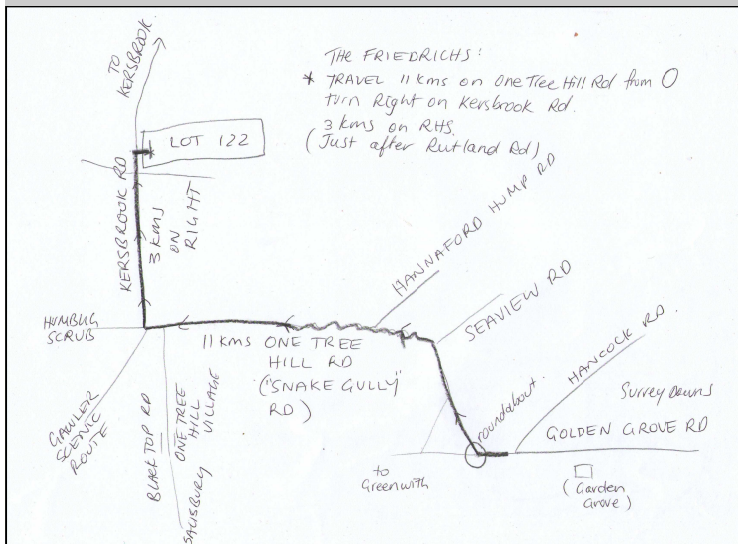 TO
KERSBROOK.
THE FRIEDRICHS:
* TRAVEL 11 kms on One Tree Hill Rd from O
turn Right on Kersbrook Rd.
3 kms on RHS.
(Just after Rutland Rd)
LOT 122
KERSBROOK RD
3 kms
ON
RIGHT
HANNAFORD HUMP RD
SEAVIEW RD
HUMBUG
SCRUB
11 kms ONE TREE
HILL RD
("SNAKE GULLY"
RD)
GAWLER
SCENIC
ROUTE
BLACK TOP RD
ONE TREE
HILL
VILLAGE
SALISBURY
roundabout.
HANCOCK RD.
Surrey Downs
GOLDEN GROVE RD
to
Greenwith
(Garden
Grove)